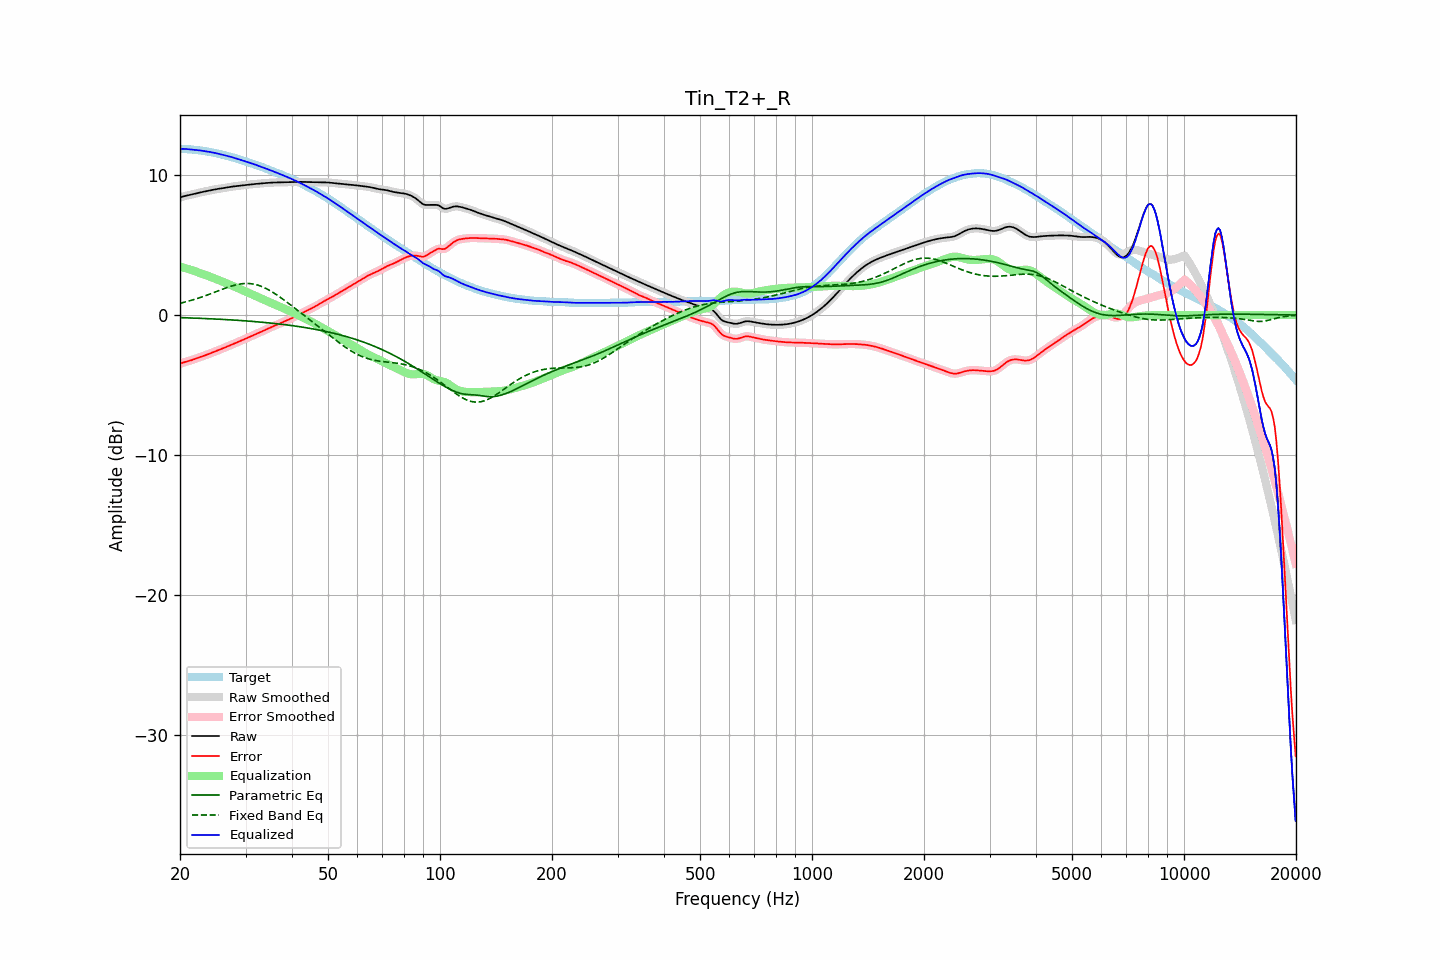 Tin_T2+_R
Amplitude (dBr)
10
0
−10
−20
−30
Target
Raw Smoothed
Error Smoothed
Raw
Error
Equalization
Parametric Eq
Fixed Band Eq
Equalized
20 50 100 200 500 1000 2000 5000 10000 20000
Frequency (Hz)